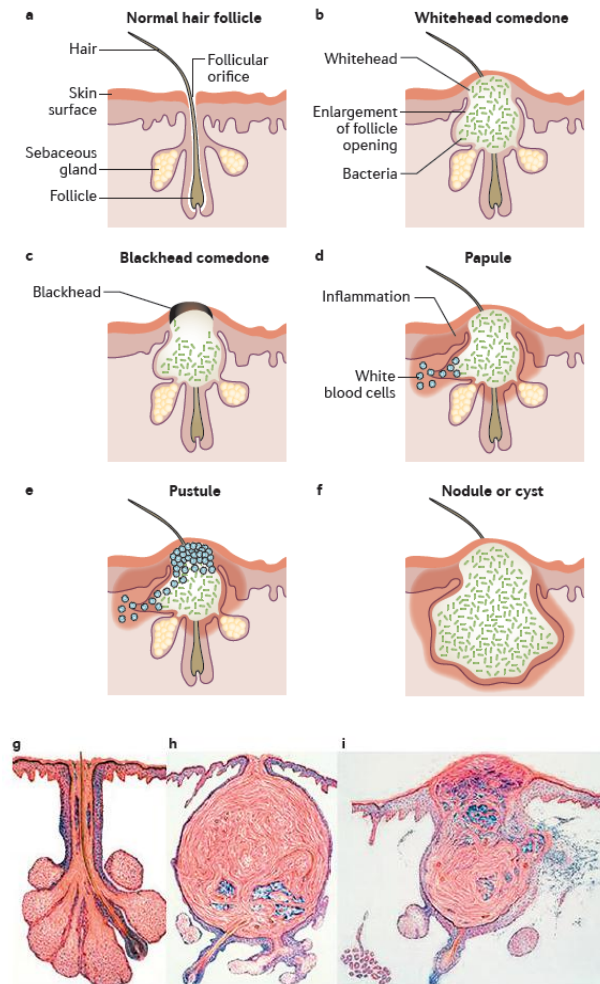 a Normal hair follicle
Hair
Follicular
orifice
Skin
surface
Sebaceous
gland
Follicle
b Whitehead comedone
Whitehead
Enlargement
of follicle
opening
Bacteria
c Blackhead comedone
Blackhead
d Papule
Inflammation
White
blood cells
e Pustule
f Nodule or cyst
g
h
i